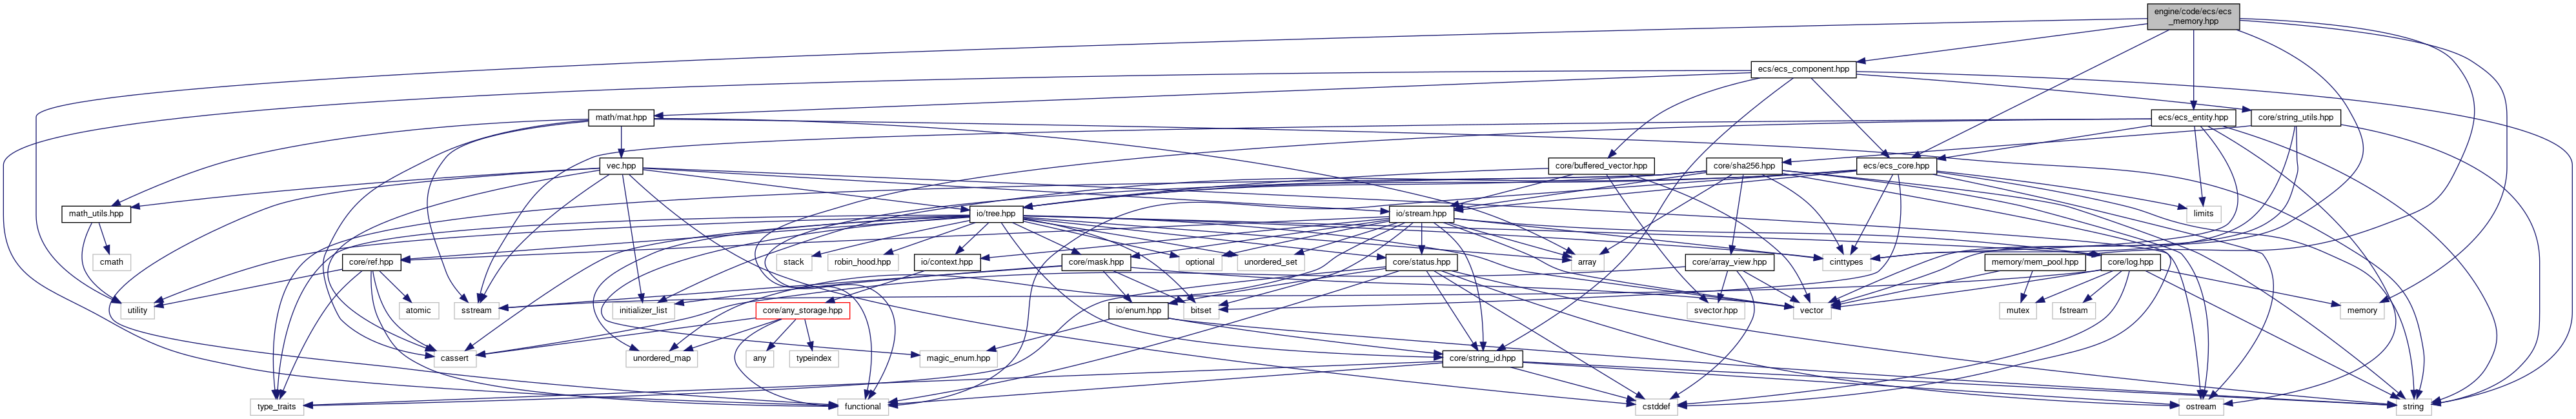 engine/code/ecs/ecs
_memory.hpp
ecs/ecs_component.hpp
math/mat.hpp
ecs/ecs_entity.hpp
core/string_utils.hpp
vec.hpp
core/buffered_vector.hpp
core/sha256.hpp
ecs/ecs_core.hpp
math_utils.hpp
io/tree.hpp
io/stream.hpp
limits
cmath
core/ref.hpp
stack
robin_hood.hpp
io/context.hpp
core/mask.hpp
optional
unordered_set
core/status.hpp
array
core/array_view.hpp
cinttypes
memory/mem_pool.hpp
core/log.hpp
utility
atomic
sstream
initializer_list
core/any_storage.hpp
io/enum.hpp
bitset
svector.hpp
vector
mutex
fstream
memory
cassert
unordered_map
any
typeindex
magic_enum.hpp
core/string_id.hpp
type_traits
functional
cstddef
ostream
string